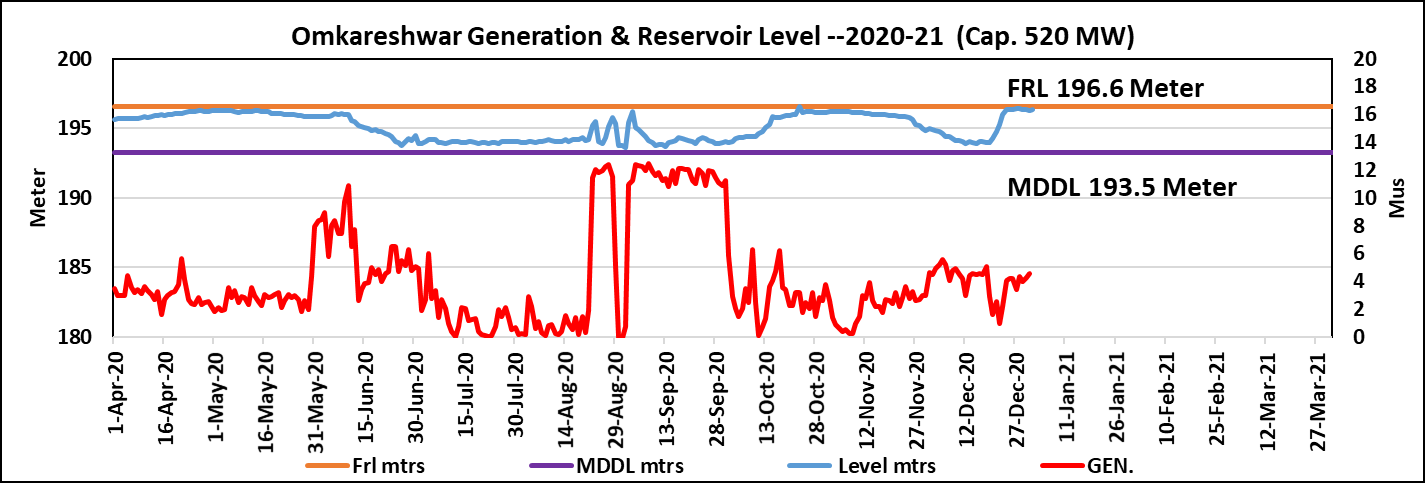 Omkareshwar Generation & Reservoir Level --2020-21 (Cap. 520 MW)
200
195
190
185
180
Meter
20
18
16
14
12
10
8
6
4
2
0
Mus
FRL 196.6 Meter
MDDL 193.5 Meter
1-Apr-20
16-Apr-20
1-May-20
16-May-20
31-May-20
15-Jun-20
30-Jun-20
15-Jul-20
30-Jul-20
14-Aug-20
29-Aug-20
13-Sep-20
28-Sep-20
13-Oct-20
28-Oct-20
12-Nov-20
27-Nov-20
12-Dec-20
27-Dec-20
11-Jan-21
26-Jan-21
10-Feb-21
25-Feb-21
12-Mar-21
27-Mar-21
Frl mtrs MDDL mtrs Level mtrs GEN.